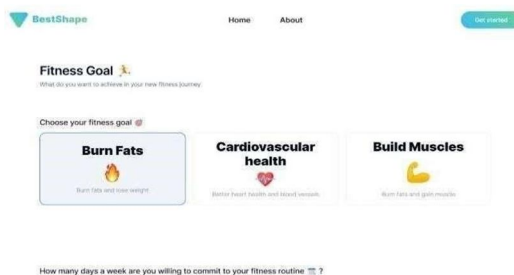 BestShape
Home About
Get started
Fitness Goal 🏃
What do you want to achieve in your new fitness journey
Choose your fitness goal 🎯
Burn Fats
🔥
Burn fats and lose weight
Cardiovascular
health
💓
Better heart health and blood vessels
Build Muscles
💪
Burn fats and gain muscles
How many days a week are you willing to commit to your fitness routine 🗓️ ?